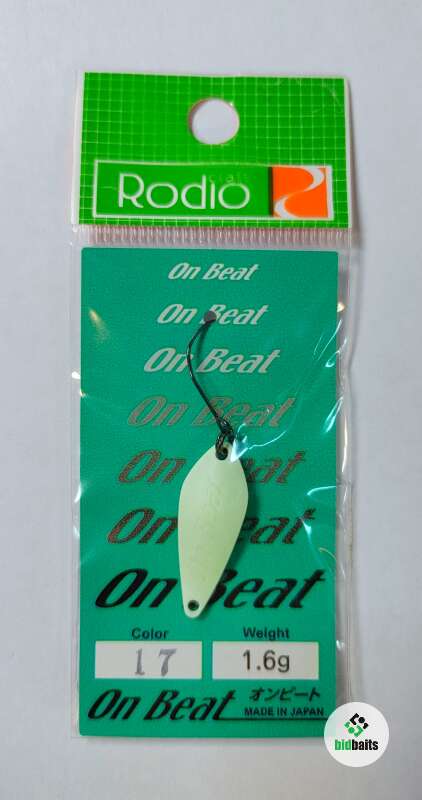 craft
Rodio
On Beat
On Beat
On Beat
On Beat
On Beat
On Beat
On Beat
Color Weight
17 1.6g
On Beat オンビート
MADE IN JAPAN
bidbaits